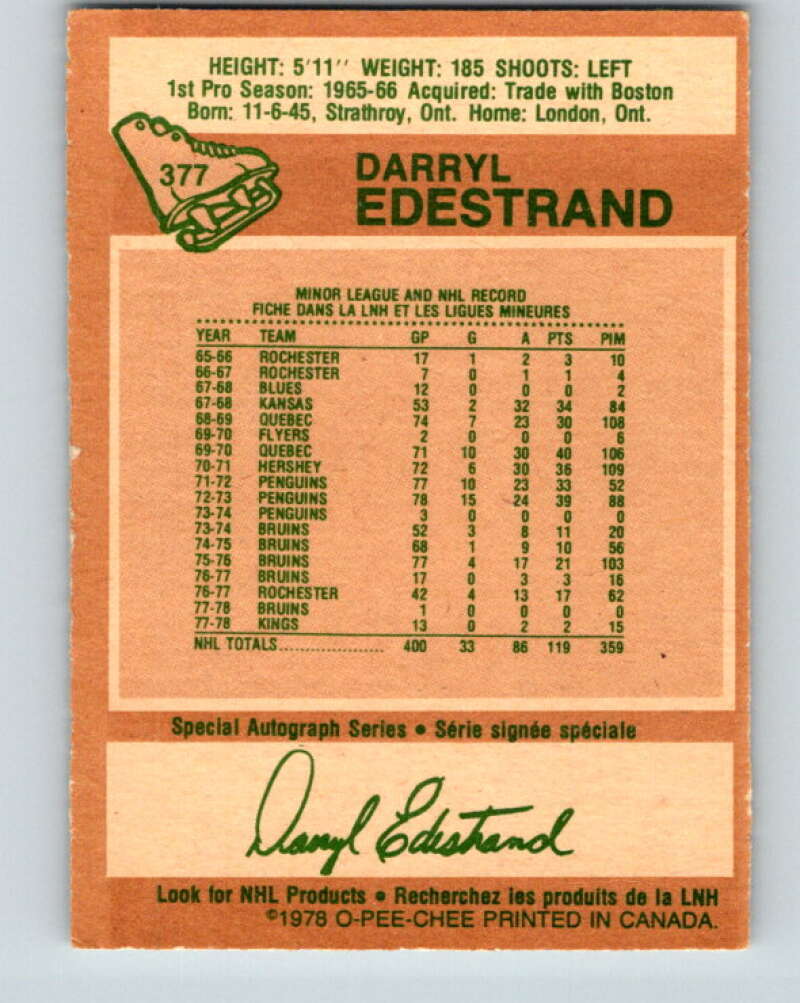 HEIGHT: 5'11'' WEIGHT: 185 SHOOTS: LEFT
1st Pro Season: 1965-66 Acquired: Trade with Boston
Born: 11-6-45, Strathroy, Ont. Home: London, Ont.
377
DARRYL
EDESTRAND
MINOR LEAGUE AND NHL RECORD
FICHE DANS LA LNH ET LES LIGUES MINEURES
YEAR TEAM GP G A PTS PIM
65-66 ROCHESTER 17 1 2 3 10
66-67 ROCHESTER 7 0 1 1 4
67-68 BLUES 12 0 0 0 2
67-68 KANSAS 53 2 32 34 84
68-69 QUEBEC 74 7 23 30 108
69-70 FLYERS 2 0 0 0 6
69-70 QUEBEC 71 10 30 40 106
70-71 HERSHEY 72 6 30 36 109
71-72 PENGUINS 77 10 23 33 52
72-73 PENGUINS 78 15 24 39 88
73-74 PENGUINS 3 0 0 0 0
73-74 BRUINS 52 3 8 11 20
74-75 BRUINS 68 1 9 10 56
75-76 BRUINS 77 4 17 21 103
76-77 BRUINS 17 0 3 3 16
76-77 ROCHESTER 42 4 13 17 62
77-78 BRUINS 1 0 0 0 0
77-78 KINGS 13 0 2 2 15
NHL TOTALS................. 400 33 86 119 359
Special Autograph Series • Série signée spéciale
Darryl Edestrand
Look for NHL Products • Recherchez les produits de la LNH
©1978 O-PEE-CHEE PRINTED IN CANADA.